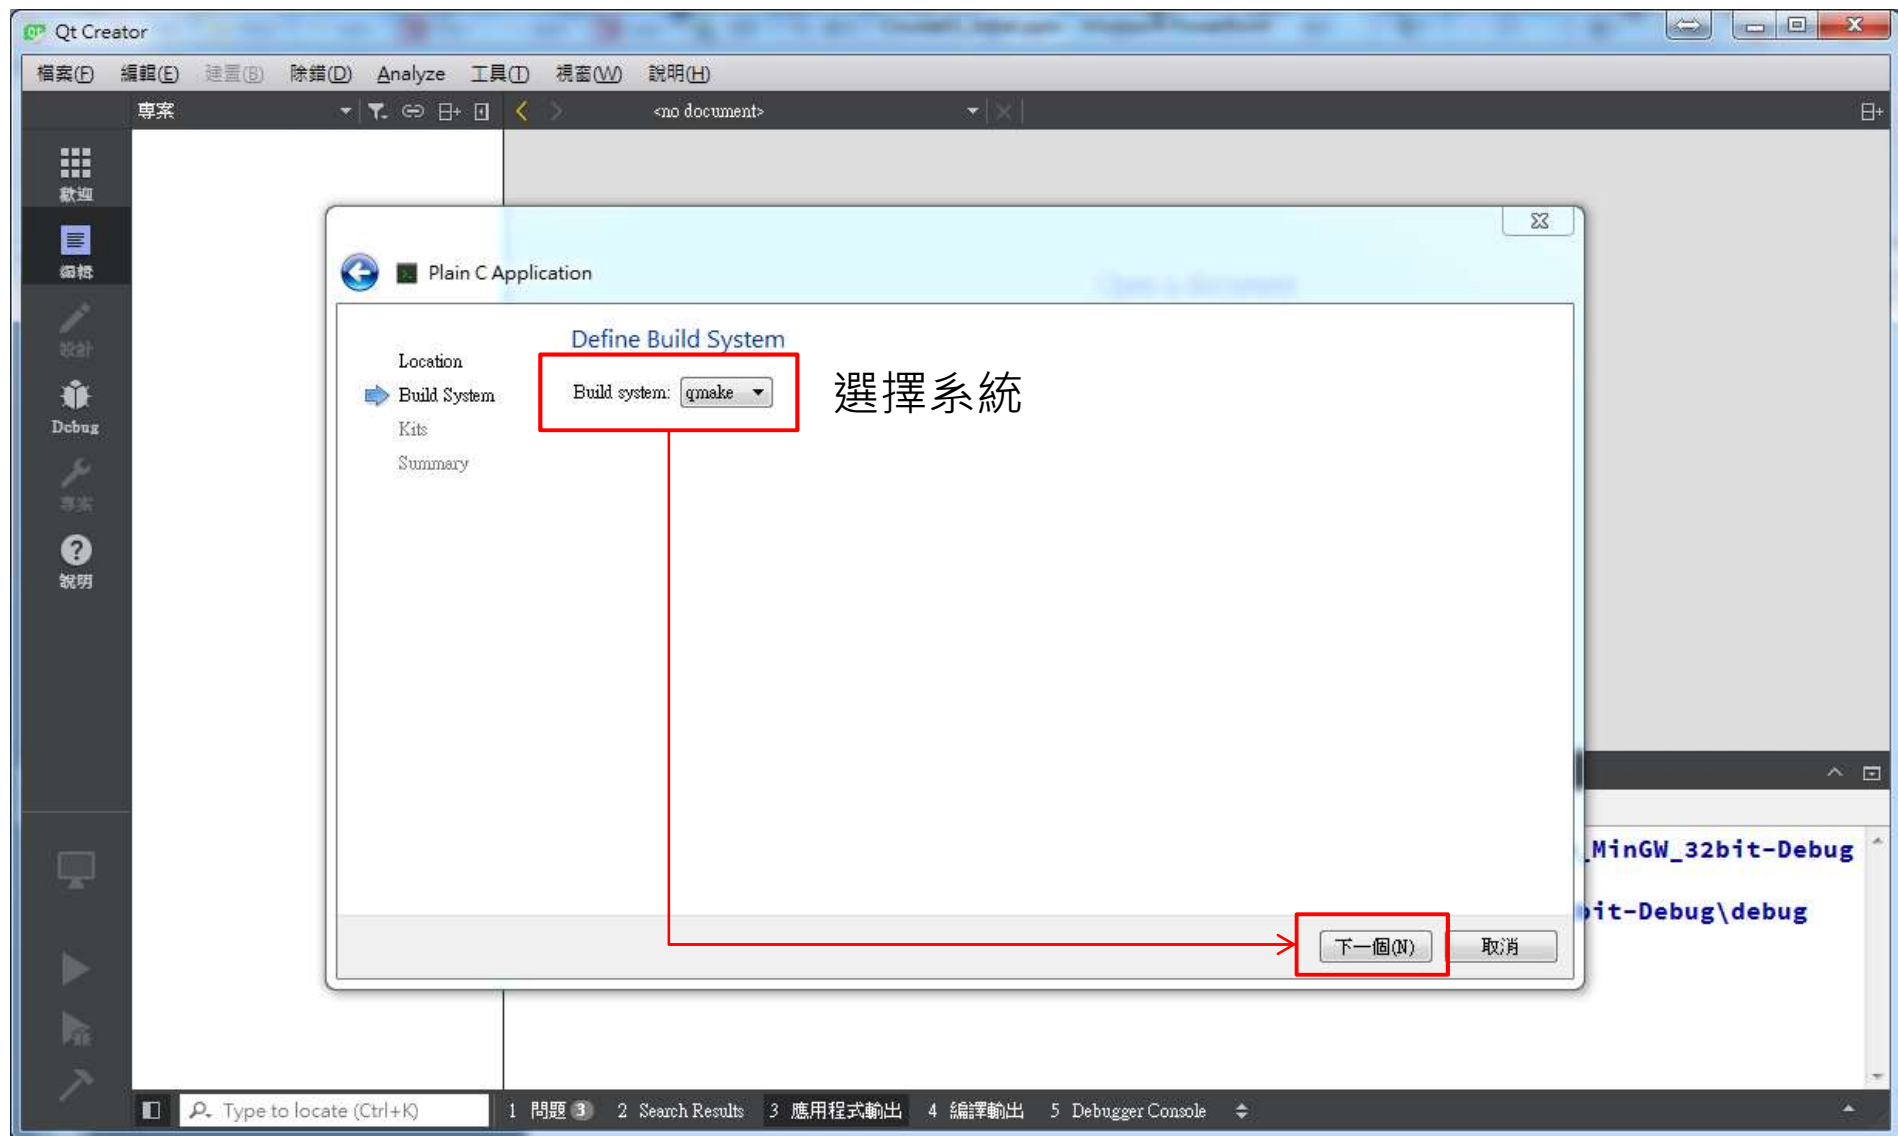 Qt Creator
檔案(F) 編輯(E) 建置(B) 除錯(D) Analyze 工具(T) 視窗(W) 說明(H)
專案 <no document>
歡迎
編輯
設計
Debug
專案
說明
Plain C Application
Define Build System
Location
Build System
Kits
Summary
Build system: qmake
選擇系統
_MinGW_32bit-Debug
bit-Debug\debug
下一個(N) 取消
Type to locate (Ctrl+K) 1 問題 3 2 Search Results 3 應用程式輸出 4 編譯輸出 5 Debugger Console